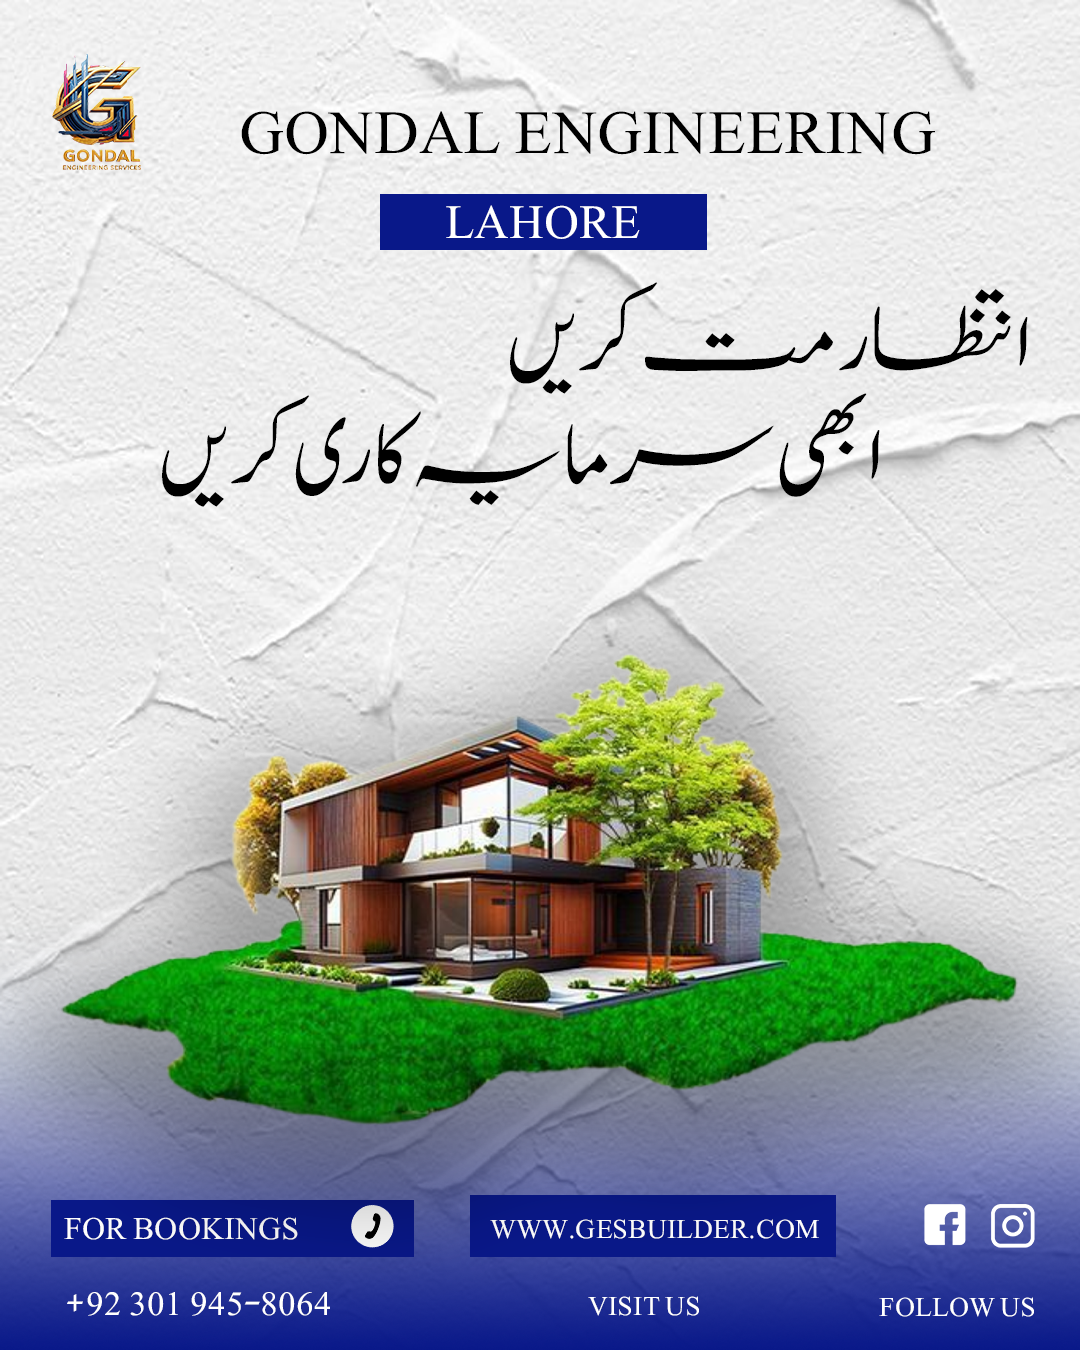 GONDAL
ENGINEERING SERVICES
GONDAL ENGINEERING
LAHORE
انتظار مت کریں
ابھی سرمایہ کاری کریں
FOR BOOKINGS
WWW.GESBUILDER.COM
+92 301 945-8064
VISIT US
FOLLOW US